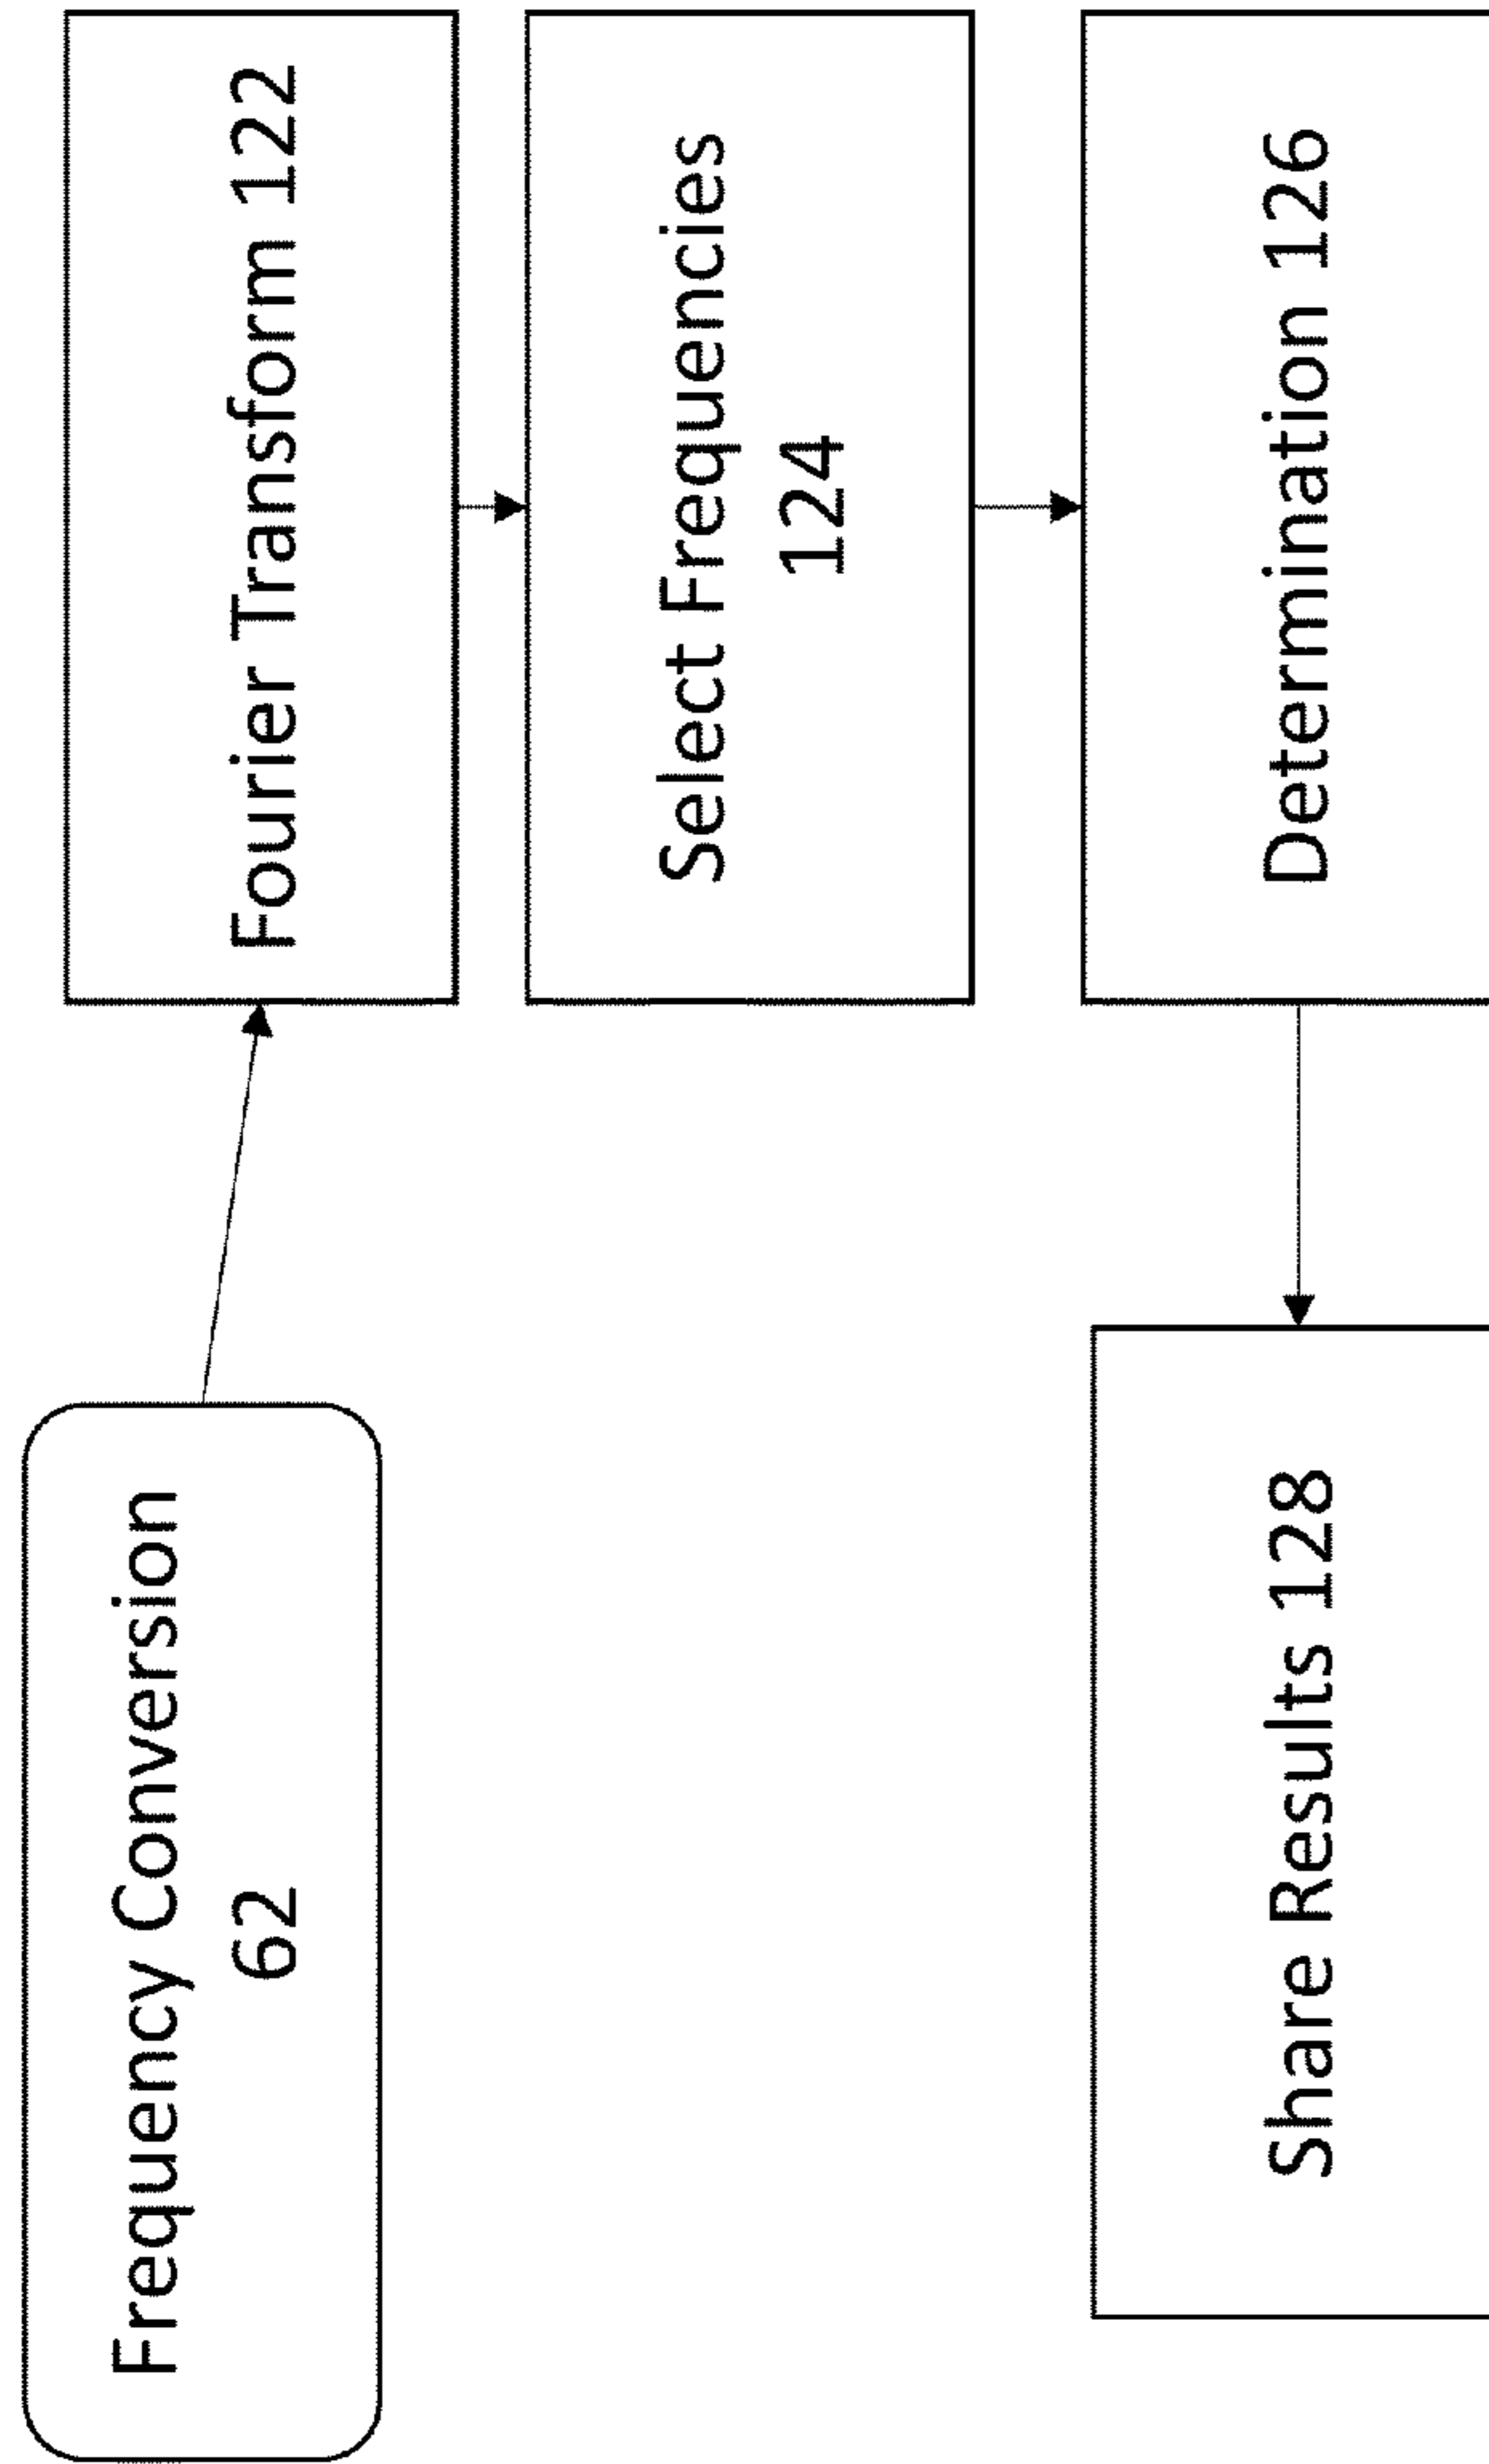 Frequency Conversion
62
Fourier Transform 122
Select Frequencies
124
Determination 126
Share Results 128